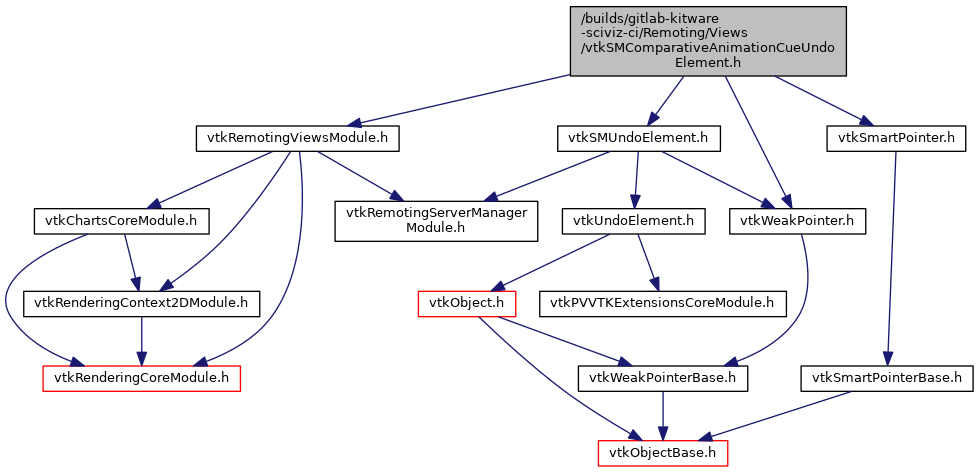 /builds/gitlab-kitware
-sciviz-ci/Remoting/Views
/vtkSMComparativeAnimationCueUndo
Element.h
vtkRemotingViewsModule.h
vtkSMUndoElement.h
vtkSmartPointer.h
vtkChartsCoreModule.h
vtkRemotingServerManager
Module.h
vtkUndoElement.h
vtkWeakPointer.h
vtkRenderingContext2DModule.h
vtkObject.h
vtkPVVTKExtensionsCoreModule.h
vtkRenderingCoreModule.h
vtkWeakPointerBase.h
vtkSmartPointerBase.h
vtkObjectBase.h